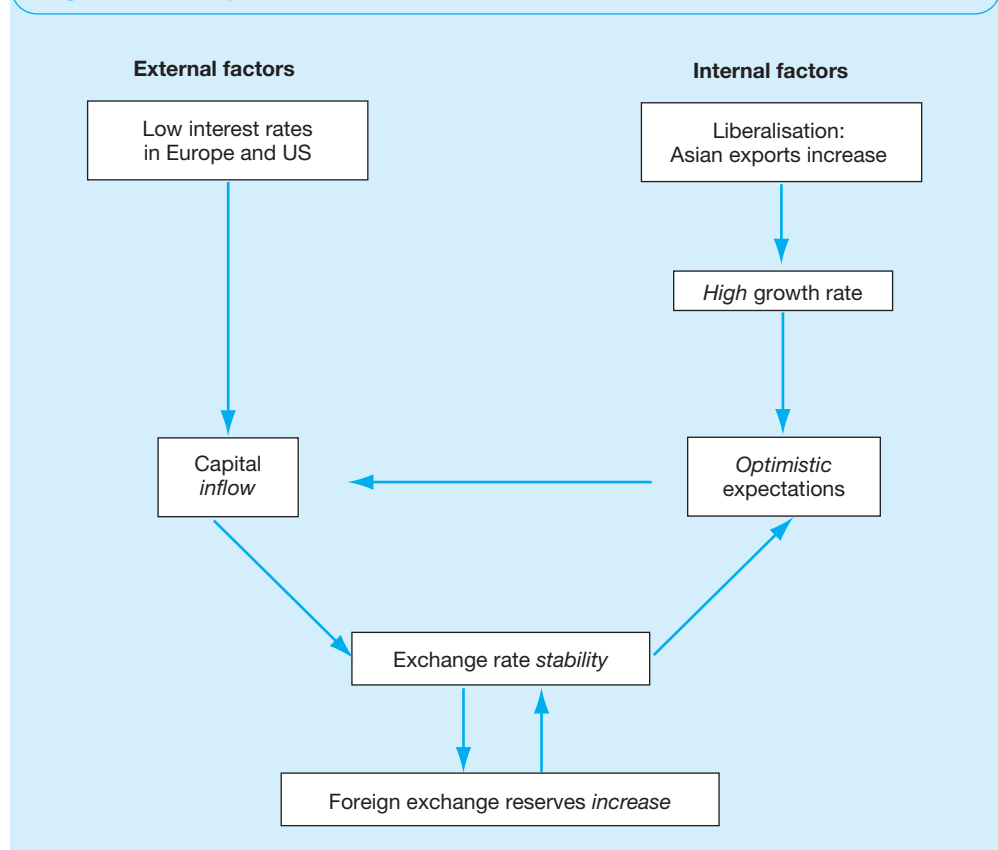 External factors
Internal factors
Low interest rates
in Europe and US
Liberalisation:
Asian exports increase
High growth rate
Capital
inflow
Optimistic
expectations
Exchange rate stability
Foreign exchange reserves increase